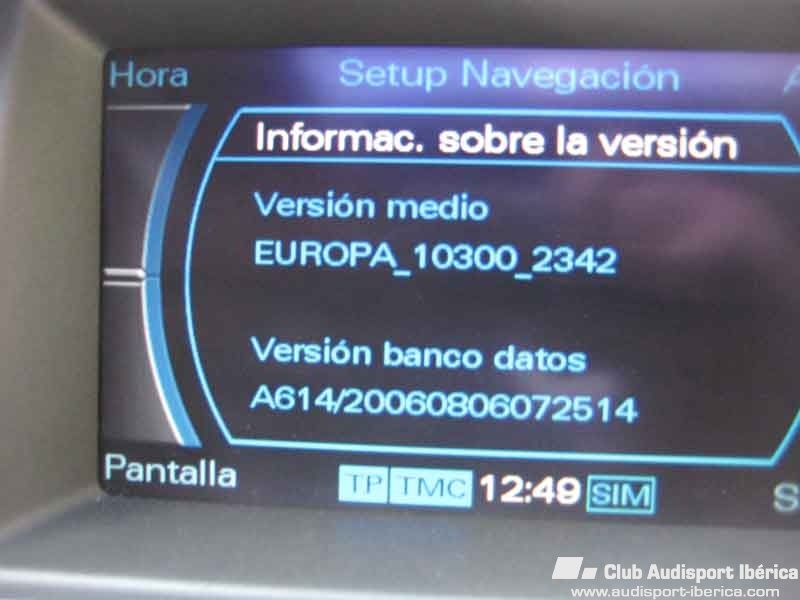 Hora Setup Navegación
Informac. sobre la versión
Versión medio
EUROPA_10300_2342
Versión banco datos
A614/20060806072514
Pantalla TP TMC 12:49 SIM
Club Audisport Ibérica
www.audisport-iberica.com